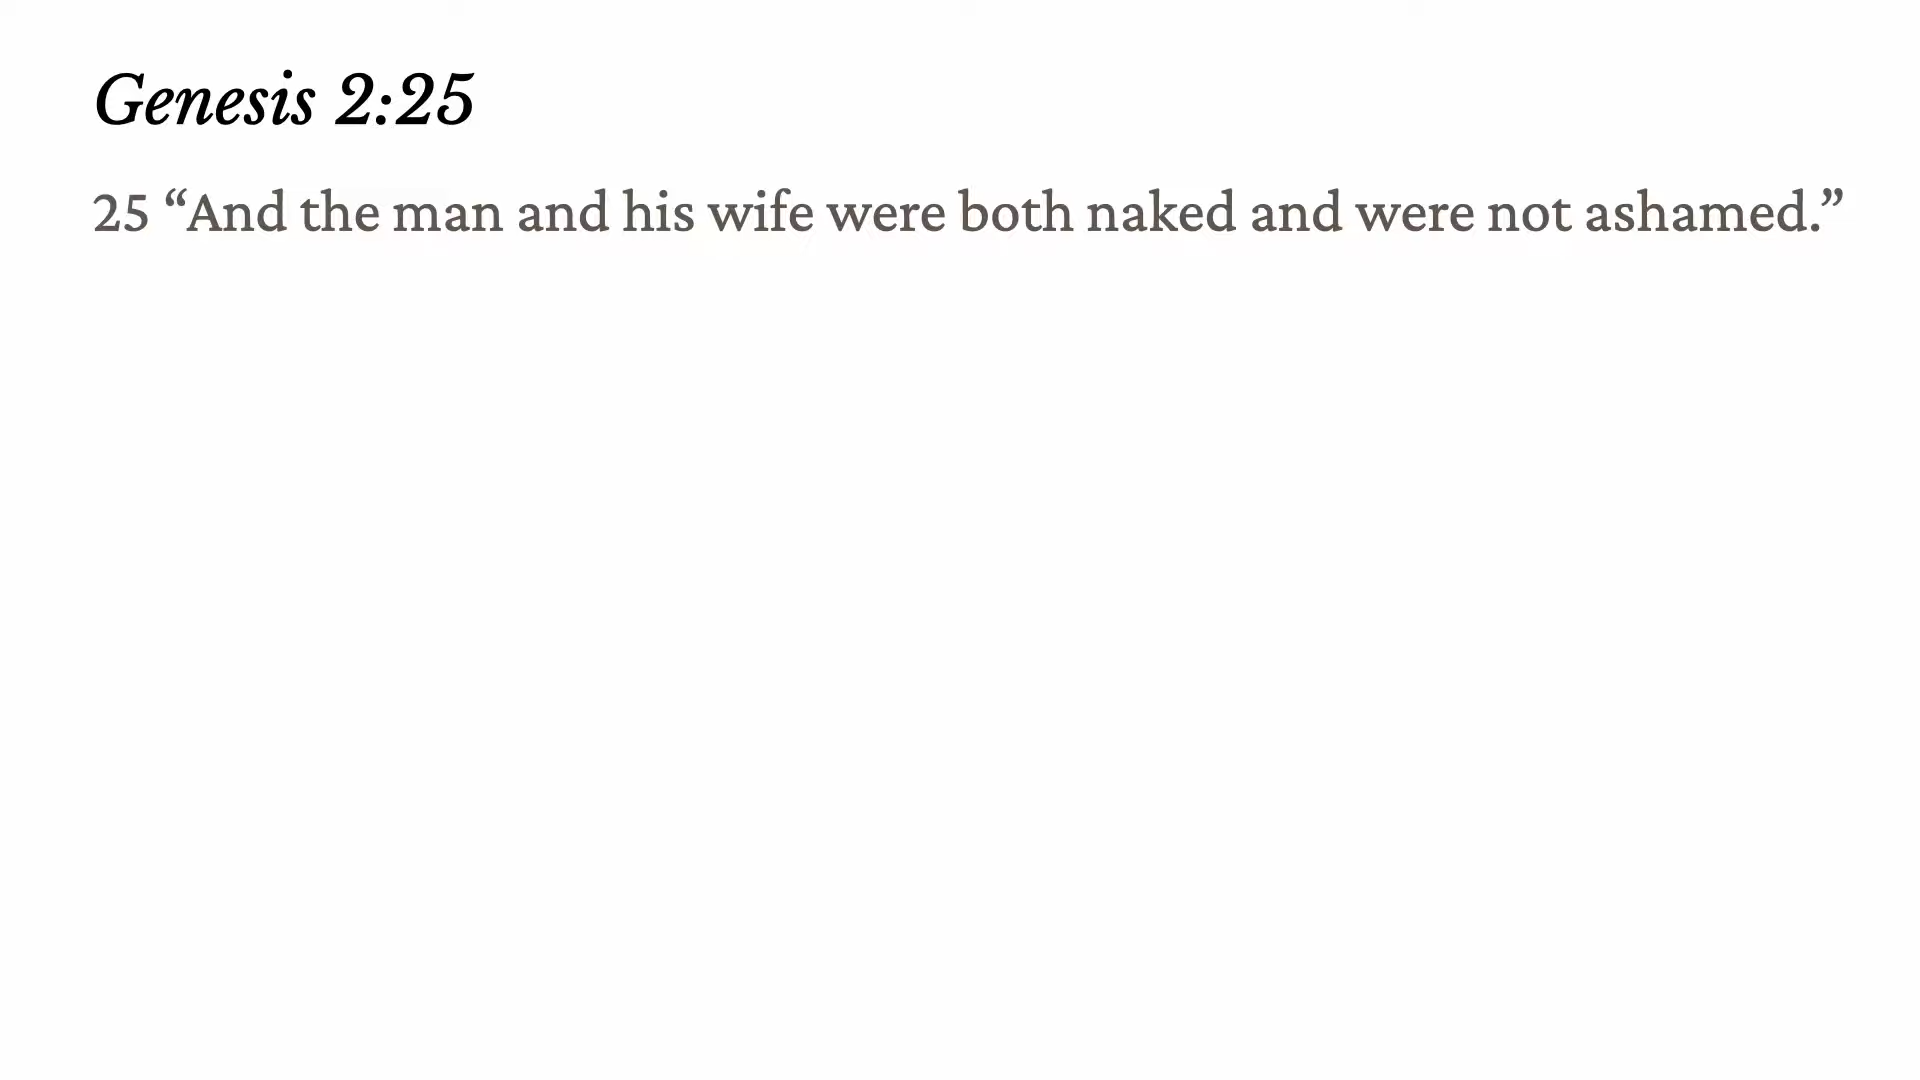 Genesis 2:25
25 “And the man and his wife were both naked and were not ashamed.”